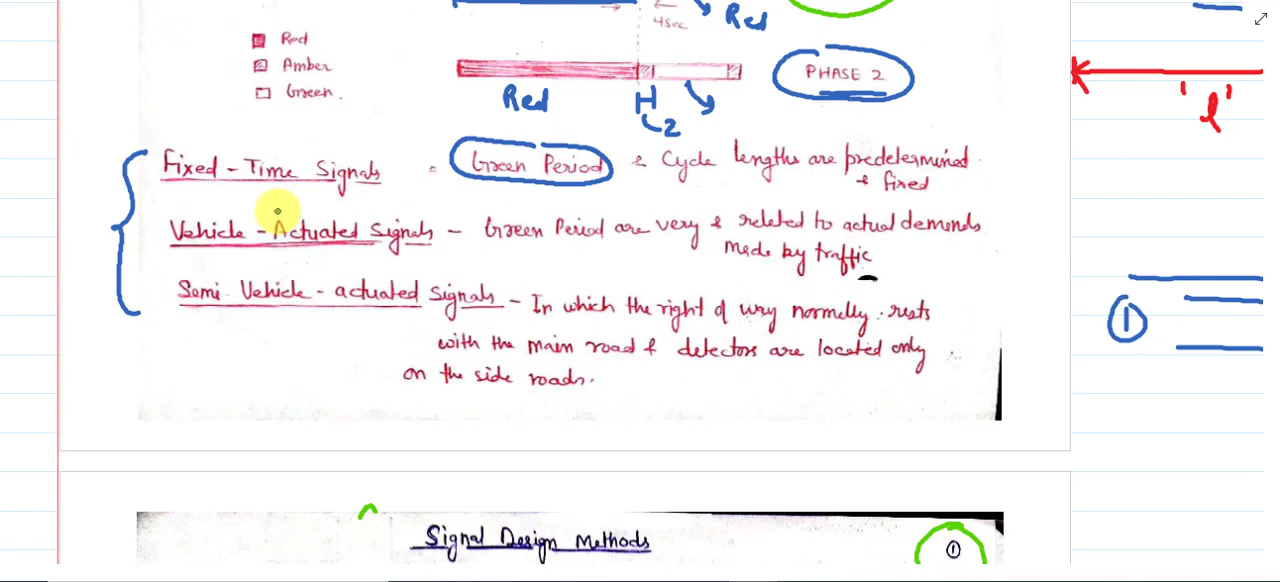 4sec
Red
Red
Amber
Green.
PHASE 2
Red
2
Fixed - Time Signals = Green Period & Cycle lengths are predetermined
& fixed
Vehicle - Actuated Signals - Green Period are very & related to actual demands
made by traffic
Semi Vehicle - actuated Signals - In which the right of way normally rests
with the main road & detectors are located only
on the side roads.
'l'
1
Signal Design Methods
1